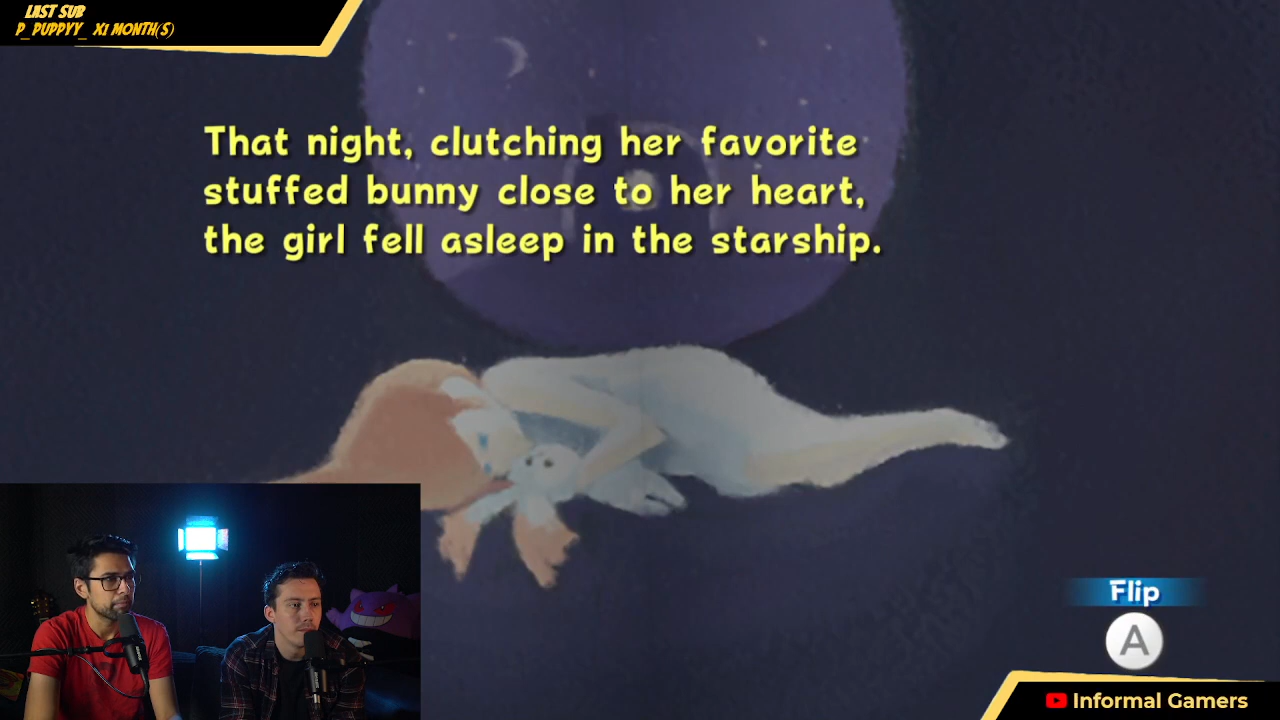 LAST SUB
P_PUPPYY_ X1 MONTH(S)
That night, clutching her favorite
stuffed bunny close to her heart,
the girl fell asleep in the starship.
Flip
A
Informal Gamers